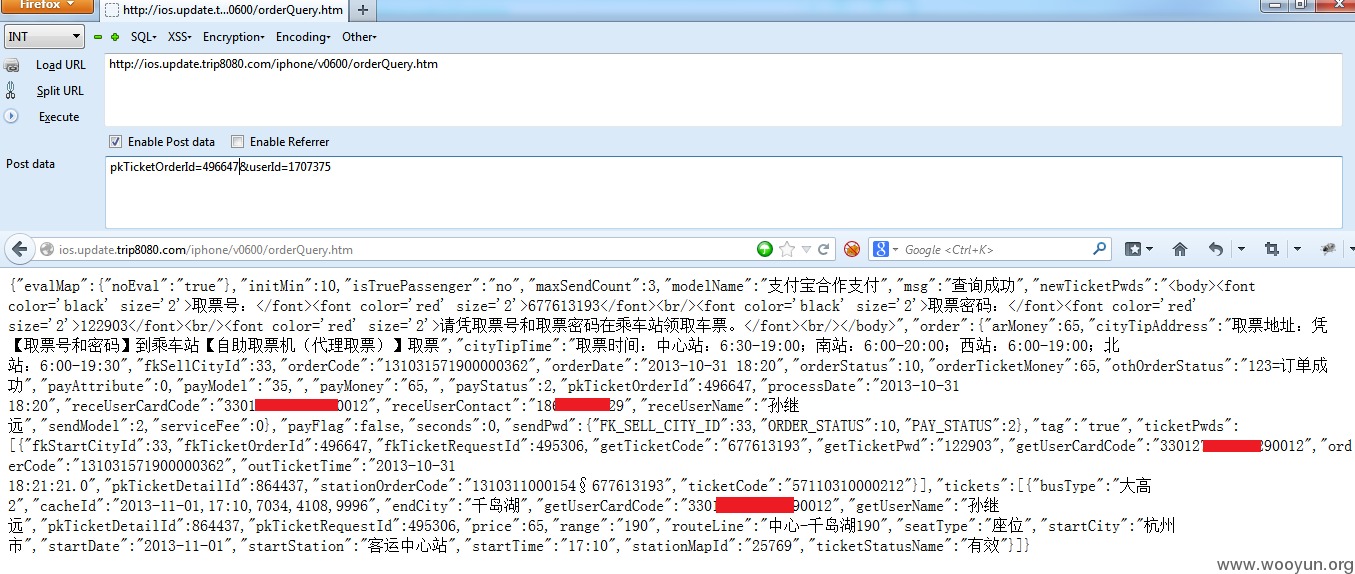 Firefox
http://ios.update.t...0600/orderQuery.htm
INT
SQL
XSS
Encryption
Encoding
Other
Load URL
http://ios.update.trip8080.com/iphone/v0600/orderQuery.htm
Split URL
Execute
Enable Post data
Enable Referrer
Post data
pkTicketOrderId=496647&userId=1707375
ios.update.trip8080.com/iphone/v0600/orderQuery.htm
Google <Ctrl+K>
{"evalMap":{"noEval":"true"},"initMin":10,"isTruePassenger":"no","maxSendCount":3,"modelName":"支付宝合作支付","msg":"查询成功","newTicketPwds":"<body><font
color='black' size='2'>取票号：</font><font color='red' size='2'>677613193</font><br/><font color='black' size='2'>取票密码：</font><font color='red'
size='2'>122903</font><br/><font color='red' size='2'>请凭取票号和取票密码在乘车站领取车票。</font><br/></body>","order":{"arMoney":65,"cityTipAddress":"取票地址：凭
【取票号和密码】到乘车站【自助取票机（代理取票）】取票","cityTipTime":"取票时间：中心站：6:30-19:00；南站：6:00-20:00；西站：6:00-19:00；北
站：6:00-19:30","fkSellCityId":33,"orderCode":"131031571900000362","orderDate":"2013-10-31 18:20","orderStatus":10,"orderTicketMoney":65,"othOrderStatus":"123=订单成
功","payAttribute":0,"payModel":"35,","payMoney":"65,","payStatus":2,"pkTicketOrderId":496647,"processDate":"2013-10-31
18:20","receUserCardCode":"3301 0012","receUserContact":"186 29","receUserName":"孙继
远","sendModel":2,"serviceFee":0},"payFlag":false,"seconds":0,"sendPwd":{"FK_SELL_CITY_ID":33,"ORDER_STATUS":10,"PAY_STATUS":2},"tag":"true","ticketPwds":
[{"fkStartCityId":33,"fkTicketOrderId":496647,"fkTicketRequestId":495306,"getTicketCode":"677613193","getTicketPwd":"122903","getUserCardCode":"33012 290012","order
Code":"131031571900000362","outTicketTime":"2013-10-31
18:21:21.0","pkTicketDetailId":864437,"stationOrderCode":"1310311000154§677613193","ticketCode":"57110310000212"}],"tickets":[{"busType":"大高
2","cacheId":"2013-11-01,17:10,7034,4108,9996","endCity":"千岛湖","getUserCardCode":"3301 90012","getUserName":"孙继
远","pkTicketDetailId":864437,"pkTicketRequestId":495306,"price":65,"range":"190","routeLine":"中心-千岛湖190","seatType":"座位","startCity":"杭州
市","startDate":"2013-11-01","startStation":"客运中心站","startTime":"17:10","stationMapId":"25769","ticketStatusName":"有效"}]}
www.wooyun.org